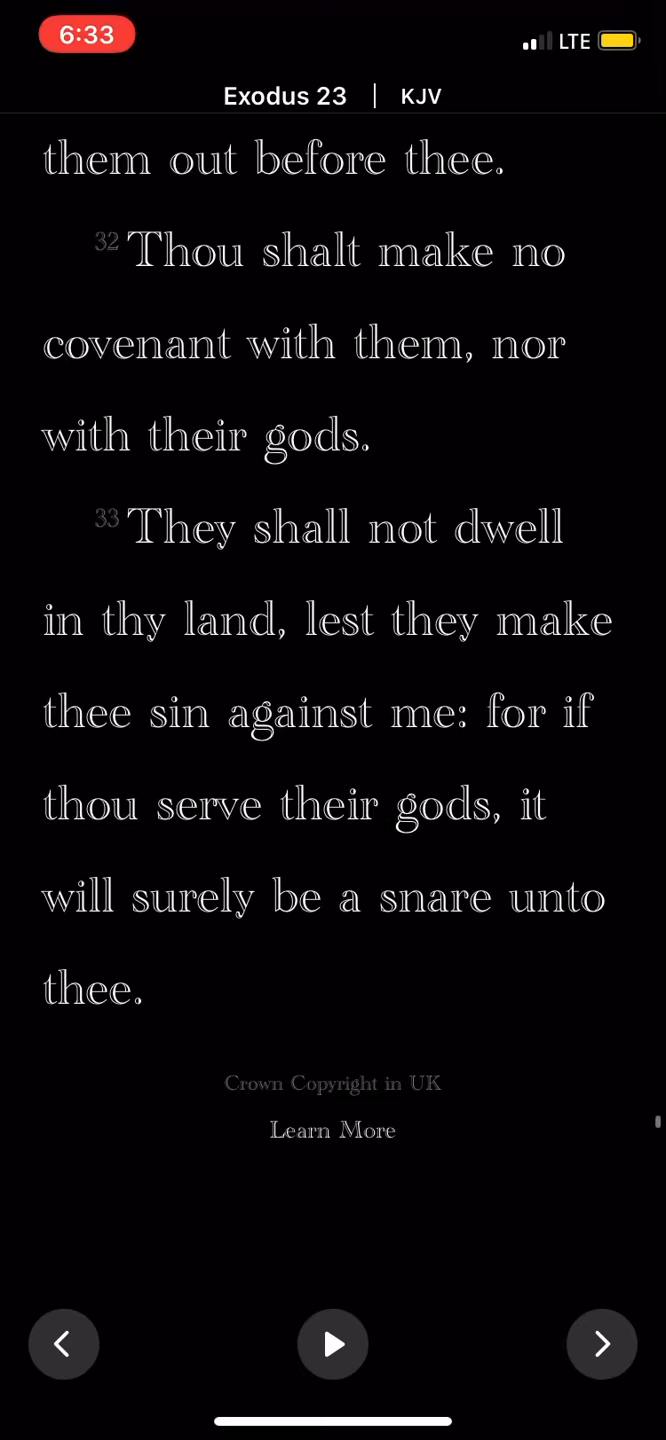 6:33
LTE
Exodus 23 | KJV
them out before thee.
32 Thou shalt make no
covenant with them, nor
with their gods.
33 They shall not dwell
in thy land, lest they make
thee sin against me: for if
thou serve their gods, it
will surely be a snare unto
thee.
Crown Copyright in UK
Learn More